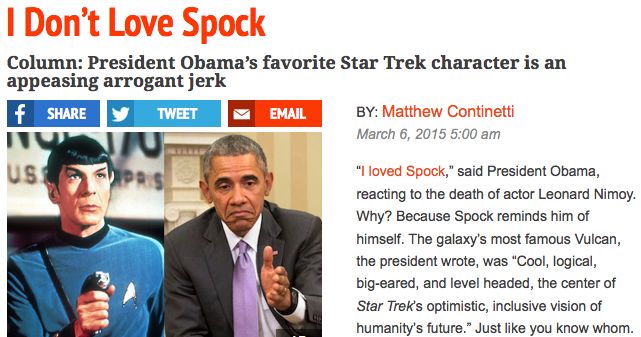 I Don't Love Spock
Column: President Obama's favorite Star Trek character is an
appeasing arrogant jerk
f SHARE
TWEET
EMAIL
BY: Matthew Continetti
March 6, 2015 5:00 am
“I loved Spock,” said President Obama,
reacting to the death of actor Leonard Nimoy.
Why? Because Spock reminds him of
himself. The galaxy’s most famous Vulcan,
the president wrote, was “Cool, logical,
big-eared, and level headed, the center of
Star Trek’s optimistic, inclusive vision of
humanity’s future.” Just like you know whom.